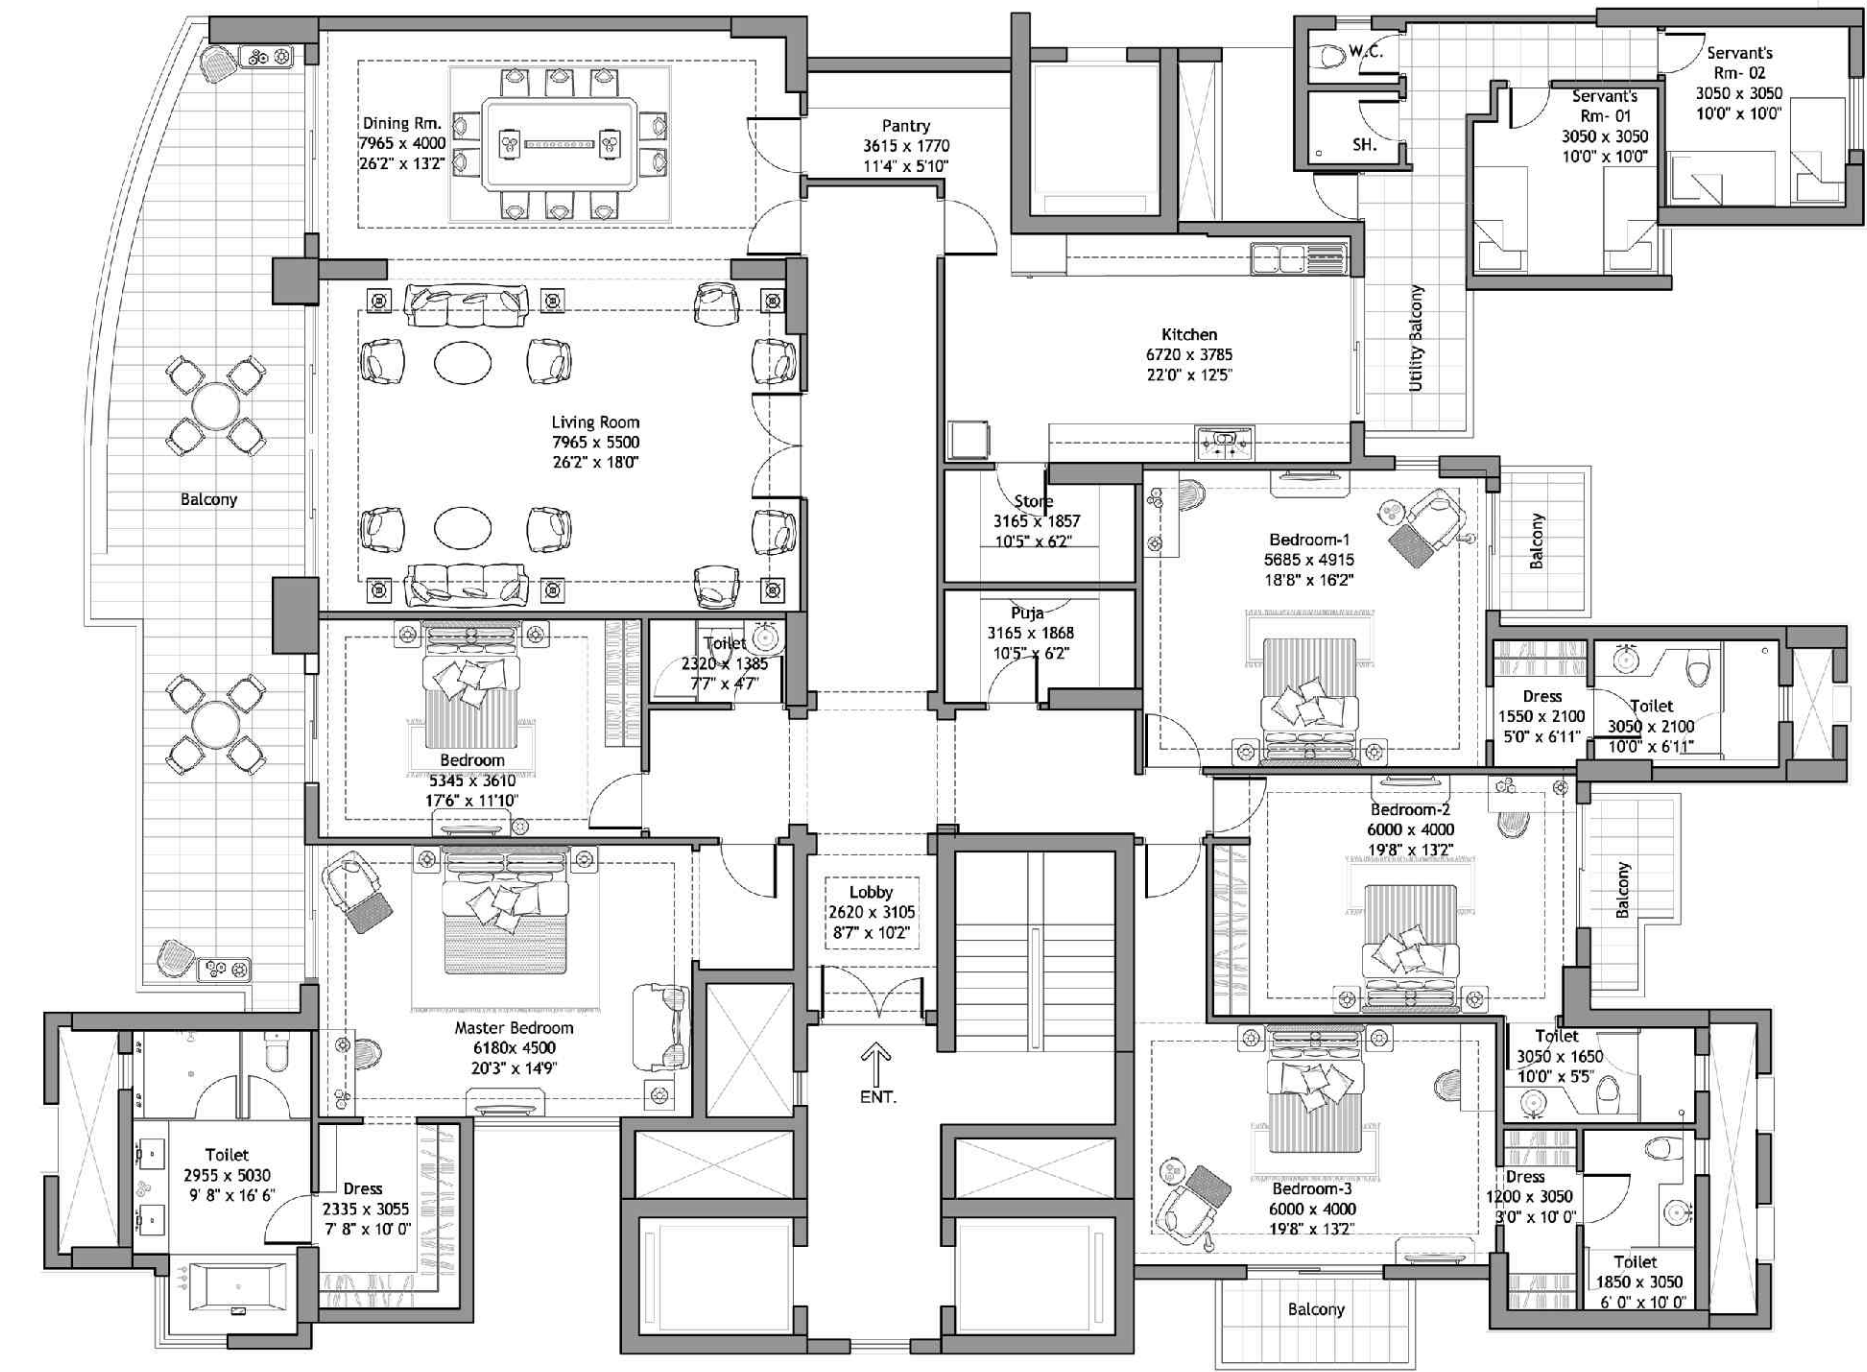 Dining Rm.
7965 x 4000
26'2" x 13'2"
Pantry
3615 x 1770
11'4" x 5'10"
W.C.
SH.
Servant's
Rm- 01
3050 x 3050
10'0" x 10'0"
Servant's
Rm- 02
3050 x 3050
10'0" x 10'0"
Kitchen
6720 x 3785
22'0" x 12'5"
Utility Balcony
Living Room
7965 x 5500
26'2" x 18'0"
Balcony
Store
3165 x 1857
10'5" x 6'2"
Bedroom-1
5685 x 4915
18'8" x 16'2"
Balcony
Puja
3165 x 1868
10'5" x 6'2"
Toilet
2320 x 1385
7'7" x 4'7"
Dress
1550 x 2100
5'0" x 6'11"
Toilet
3050 x 2100
10'0" x 6'11"
Bedroom
5345 x 3610
17'6" x 11'10"
Bedroom-2
6000 x 4000
19'8" x 13'2"
Balcony
Lobby
2620 x 3105
8'7" x 10'2"
Master Bedroom
6180x 4500
20'3" x 14'9"
ENT.
Toilet
3050 x 1650
10'0" x 5'5"
Toilet
2955 x 5030
9' 8" x 16' 6"
Dress
2335 x 3055
7' 8" x 10' 0"
Bedroom-3
6000 x 4000
19'8" x 13'2"
Dress
1200 x 3050
3'0" x 10' 0"
Toilet
1850 x 3050
6' 0" x 10' 0"
Balcony